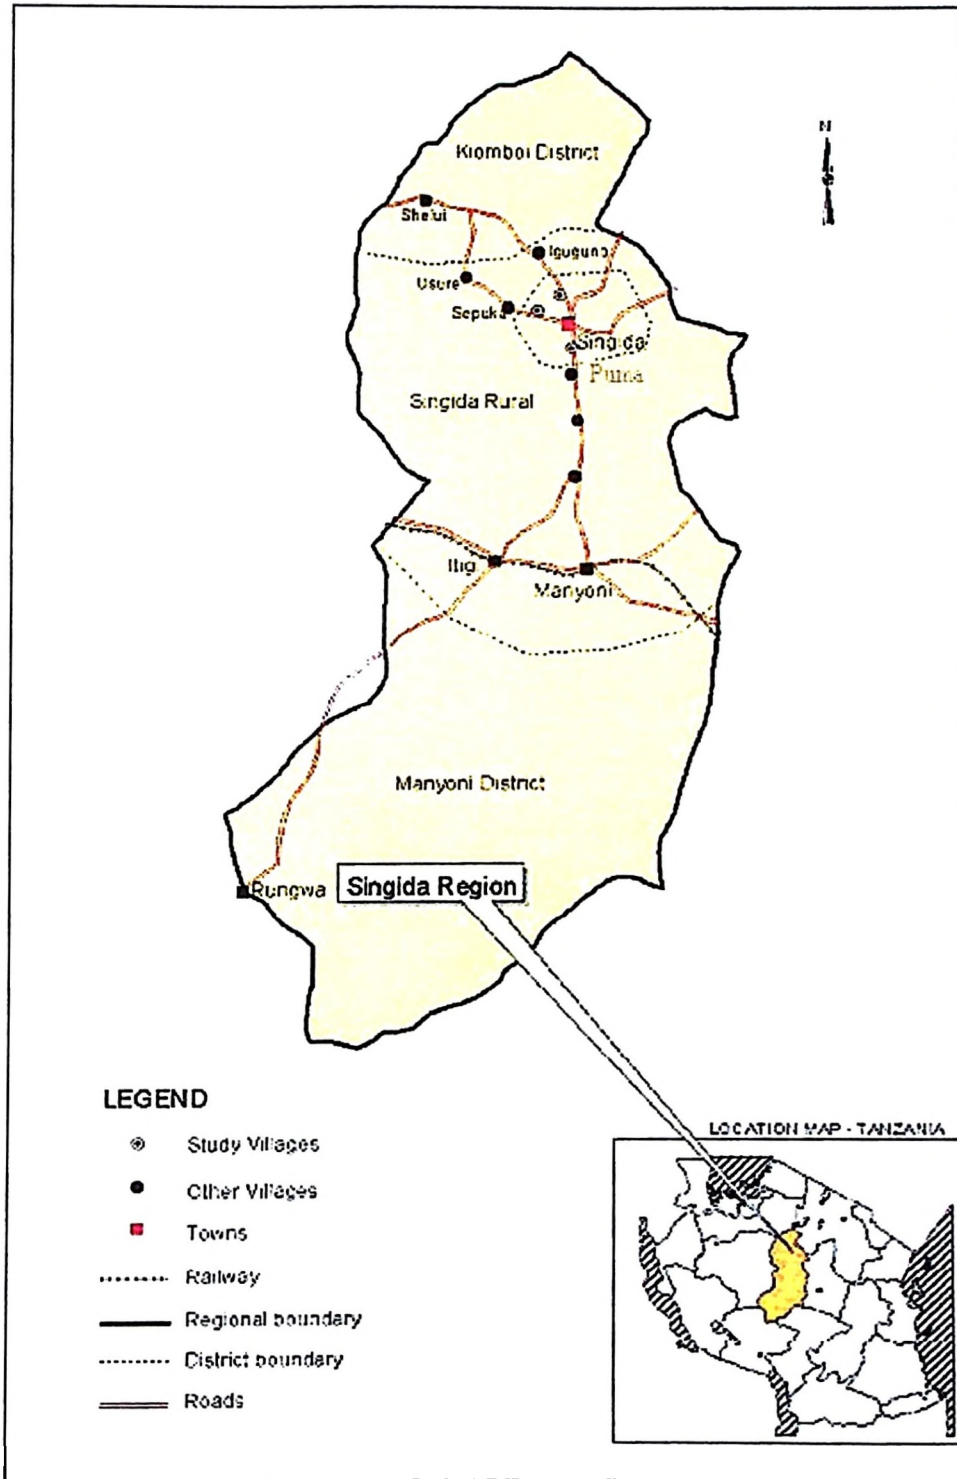 N
Kiomboi District
Shelui
Iguguno
Usure
Sepuka
Singida
Puma
Singida Rural
Itig
Manyoni
Manyoni District
Rungwa
Singida Region
LEGEND
Study Villages
Other Villages
Towns
Railway
Regional boundary
District boundary
Roads
LOCATION MAP - TANZANIA